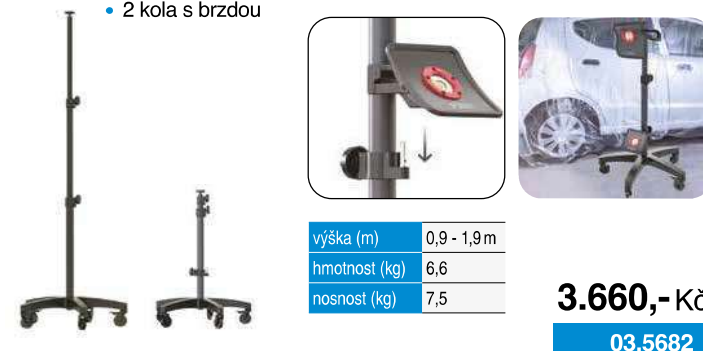 • 2 kola s brzdou
výška (m) 0,9 - 1,9 m
hmotnost (kg) 6,6
nosnost (kg) 7,5
3.660,- Kč
03.5682